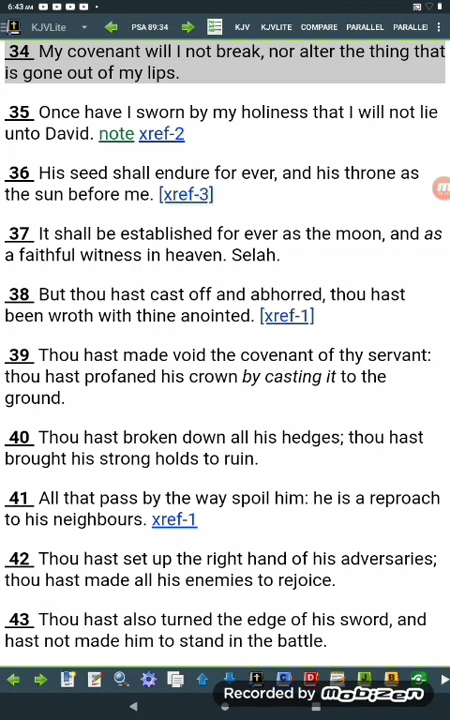 6:43 AM
KJVLite PSA 89:34 KJV KJVLITE COMPARE PARALLEL PARALLE
34 My covenant will I not break, nor alter the thing that
is gone out of my lips.
35 Once have I sworn by my holiness that I will not lie
unto David. note xref-2
36 His seed shall endure for ever, and his throne as
the sun before me. [xref-3]
37 It shall be established for ever as the moon, and as
a faithful witness in heaven. Selah.
38 But thou hast cast off and abhorred, thou hast
been wroth with thine anointed. [xref-1]
39 Thou hast made void the covenant of thy servant:
thou hast profaned his crown by casting it to the
ground.
40 Thou hast broken down all his hedges; thou hast
brought his strong holds to ruin.
41 All that pass by the way spoil him: he is a reproach
to his neighbours. xref-1
42 Thou hast set up the right hand of his adversaries;
thou hast made all his enemies to rejoice.
43 Thou hast also turned the edge of his sword, and
hast not made him to stand in the battle.
Recorded by mobizen